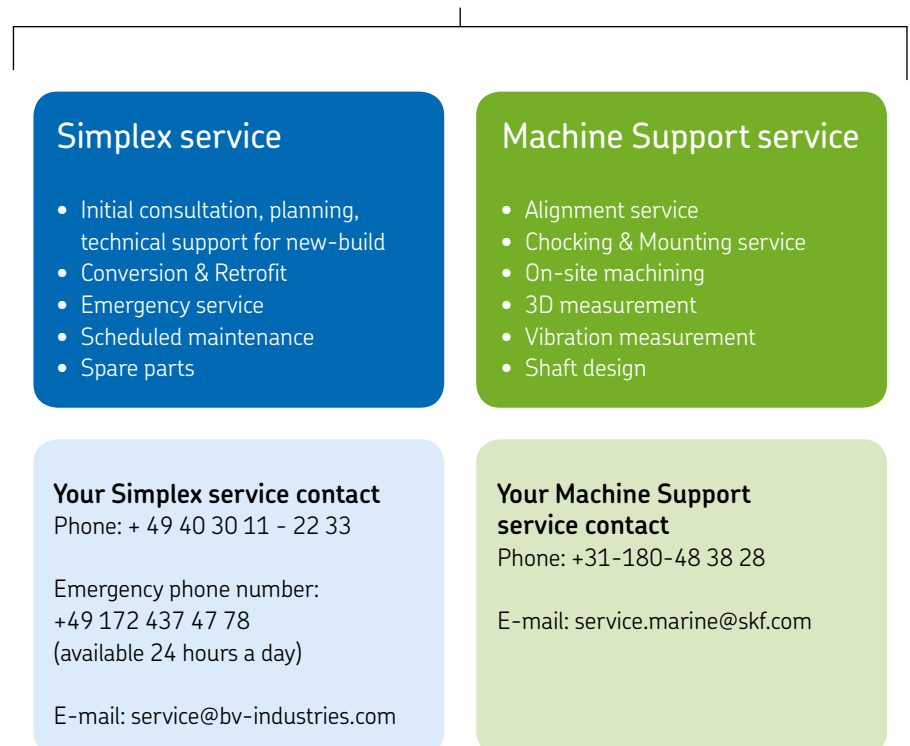 Simplex service
• Initial consultation, planning,
technical support for new-build
• Conversion & Retrofit
• Emergency service
• Scheduled maintenance
• Spare parts
Machine Support service
• Alignment service
• Chocking & Mounting service
• On-site machining
• 3D measurement
• Vibration measurement
• Shaft design
Your Simplex service contact
Phone: + 49 40 30 11 - 22 33
Emergency phone number:
+49 172 437 47 78
(available 24 hours a day)
E-mail: service@bv-industries.com
Your Machine Support
service contact
Phone: +31-180-48 38 28
E-mail: service.marine@skf.com